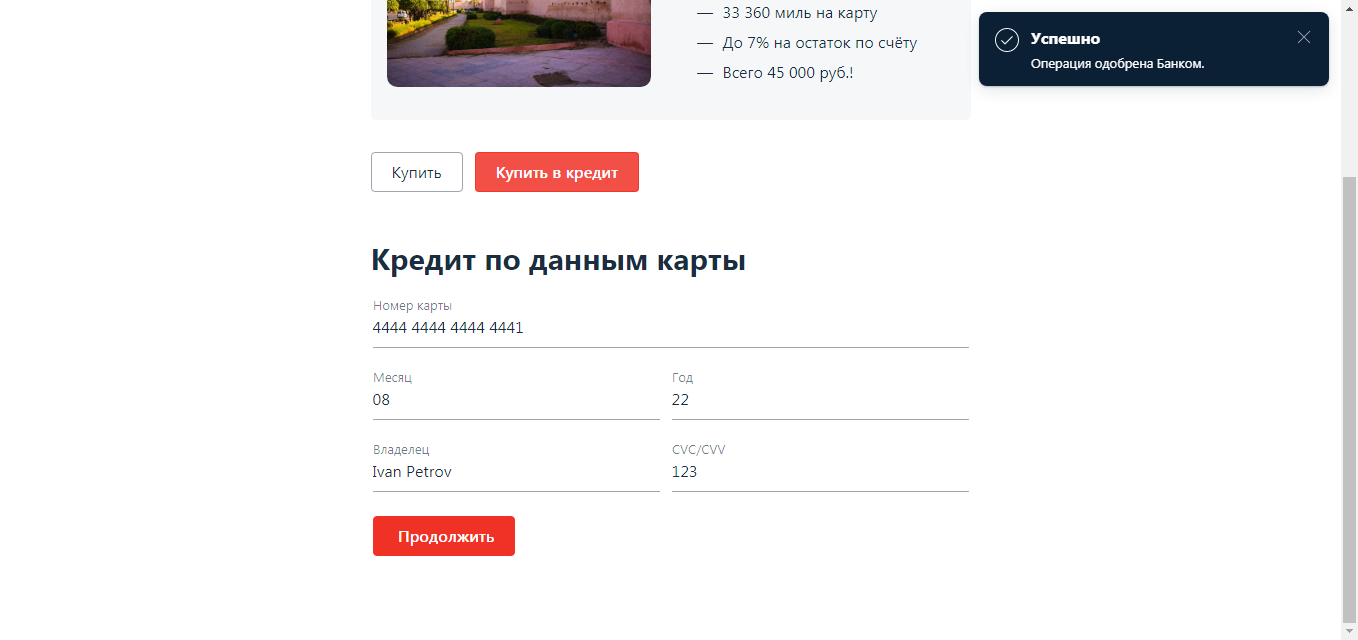 — 33 360 миль на карту
— До 7% на остаток по счёту
— Всего 45 000 руб.!
Успешно
Операция одобрена Банком.
Купить
Купить в кредит
Кредит по данным карты
Номер карты
4444 4444 4444 4441
Месяц
Год
08
22
Владелец
CVC/CVV
Ivan Petrov
123
Продолжить